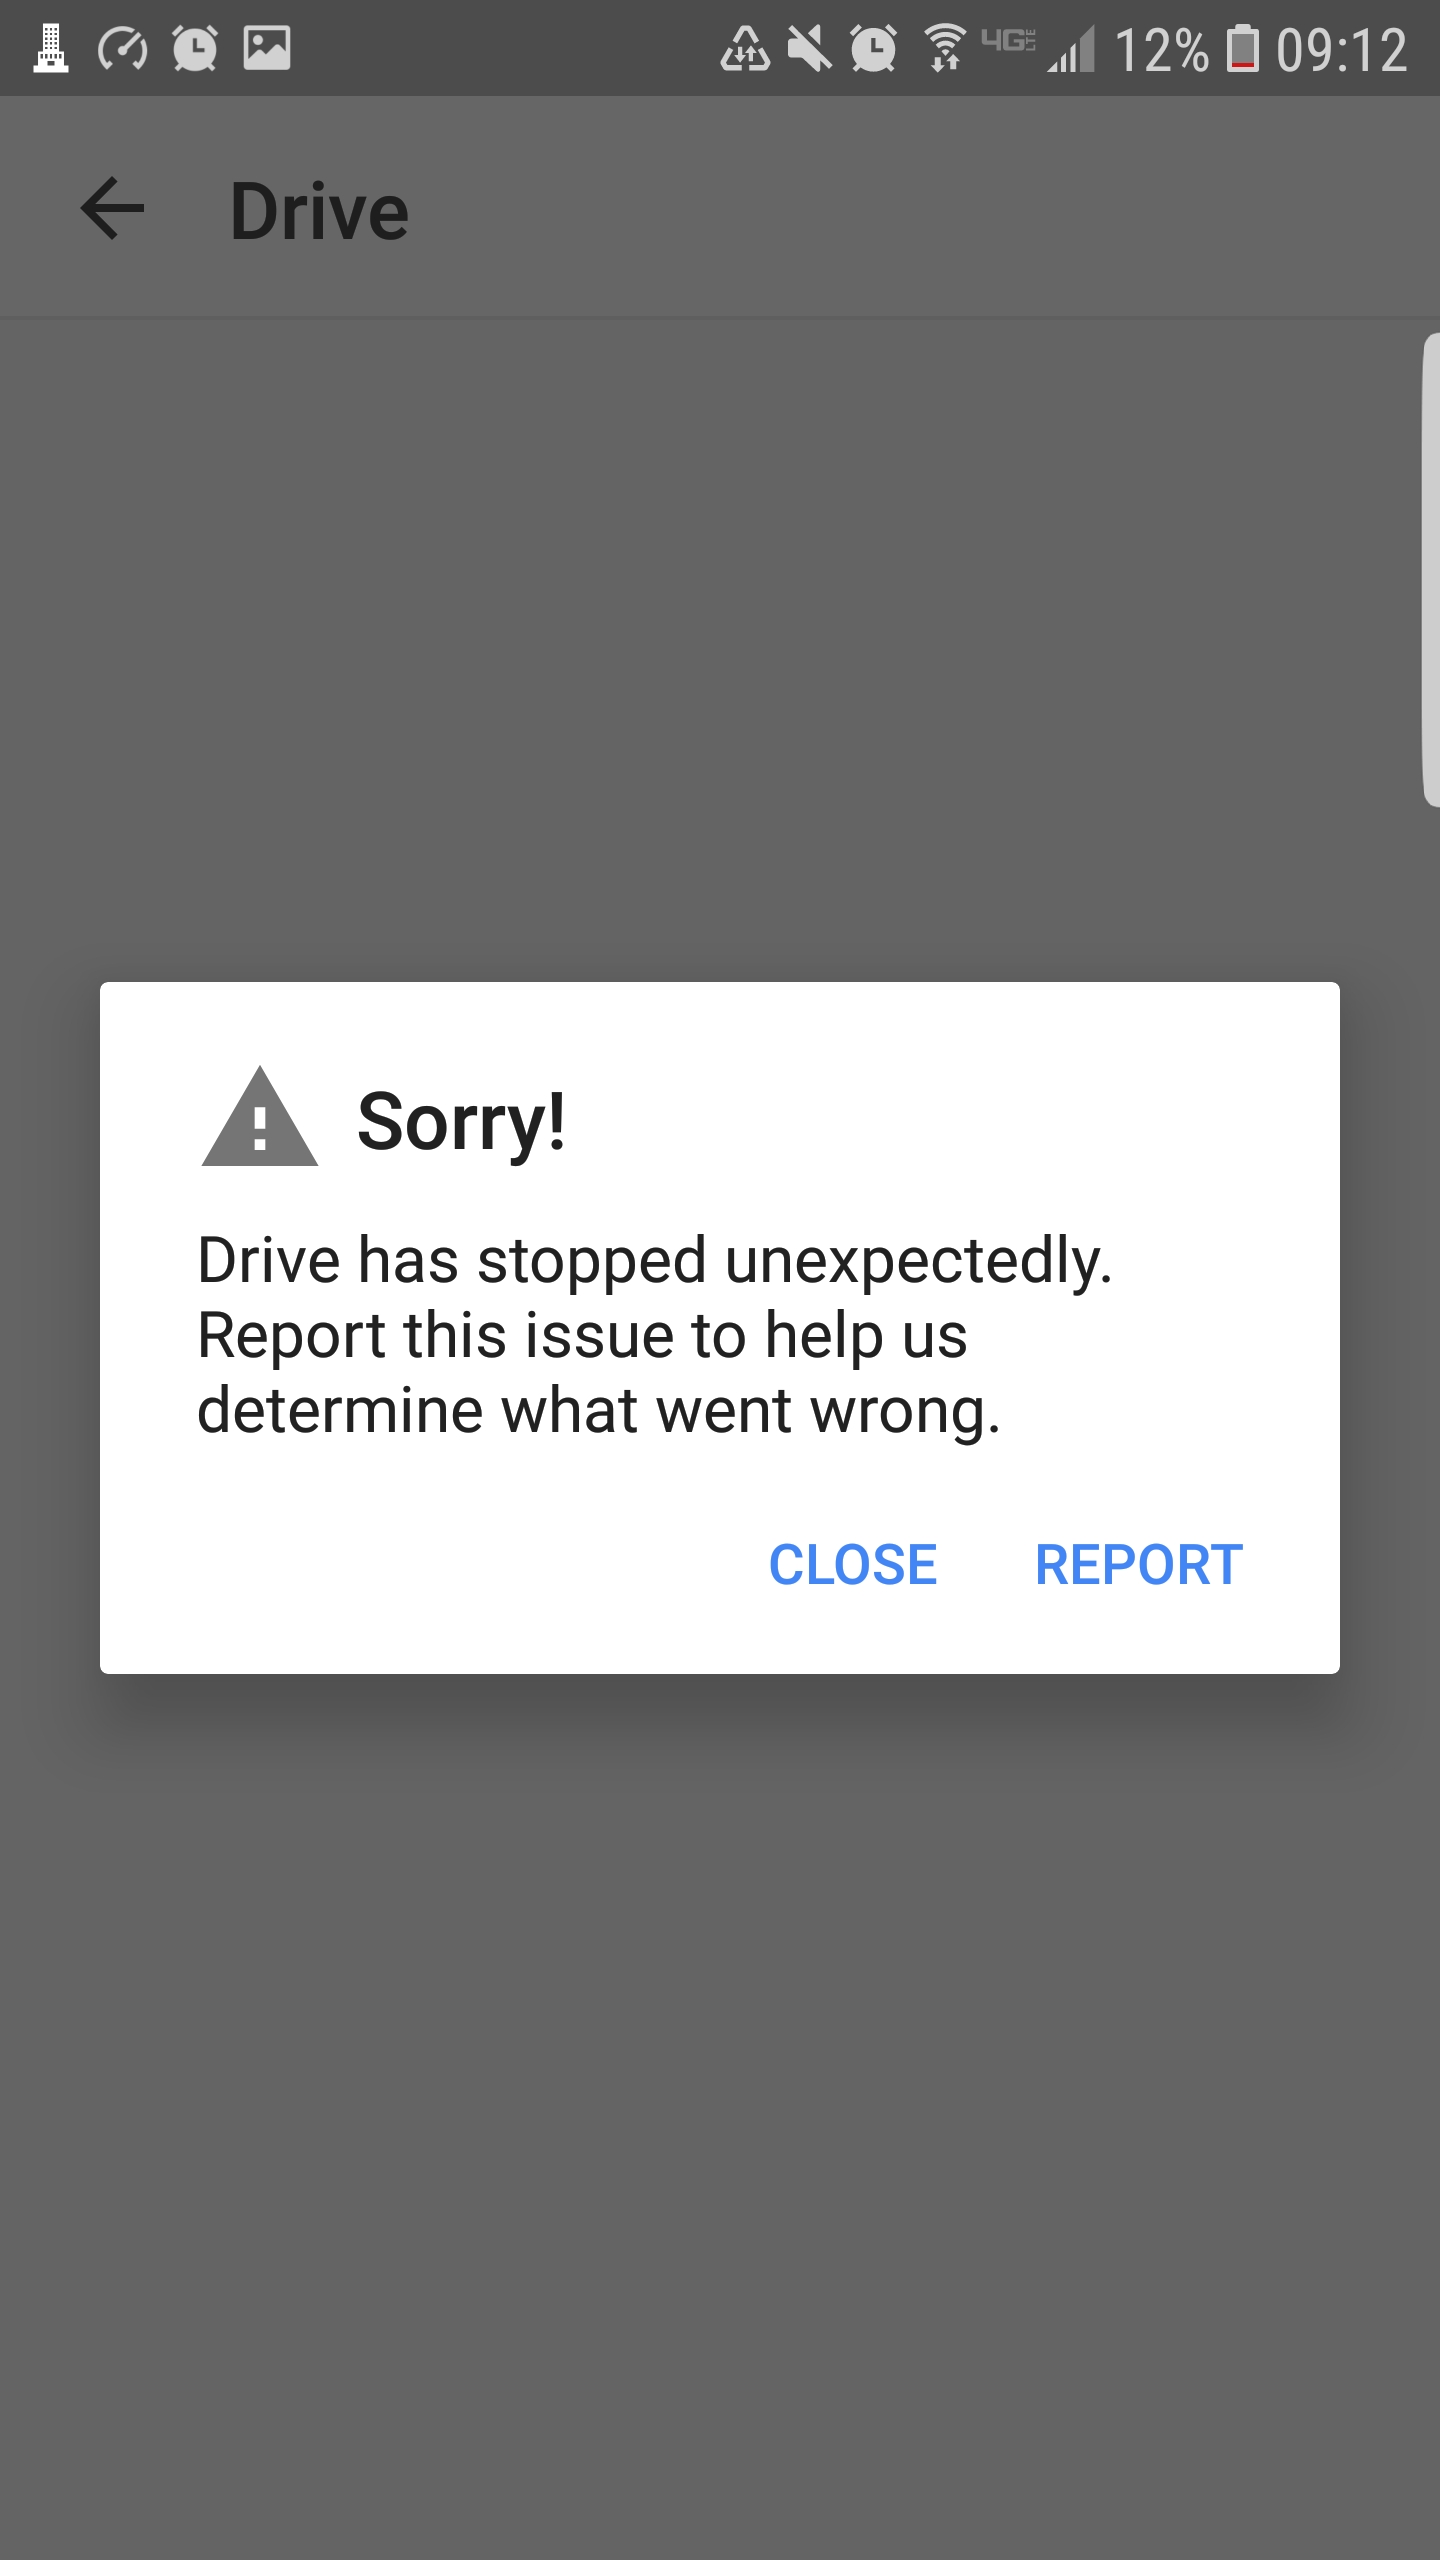 4G LTE 12% 09:12
Drive
Sorry!
Drive has stopped unexpectedly.
Report this issue to help us
determine what went wrong.
CLOSE REPORT